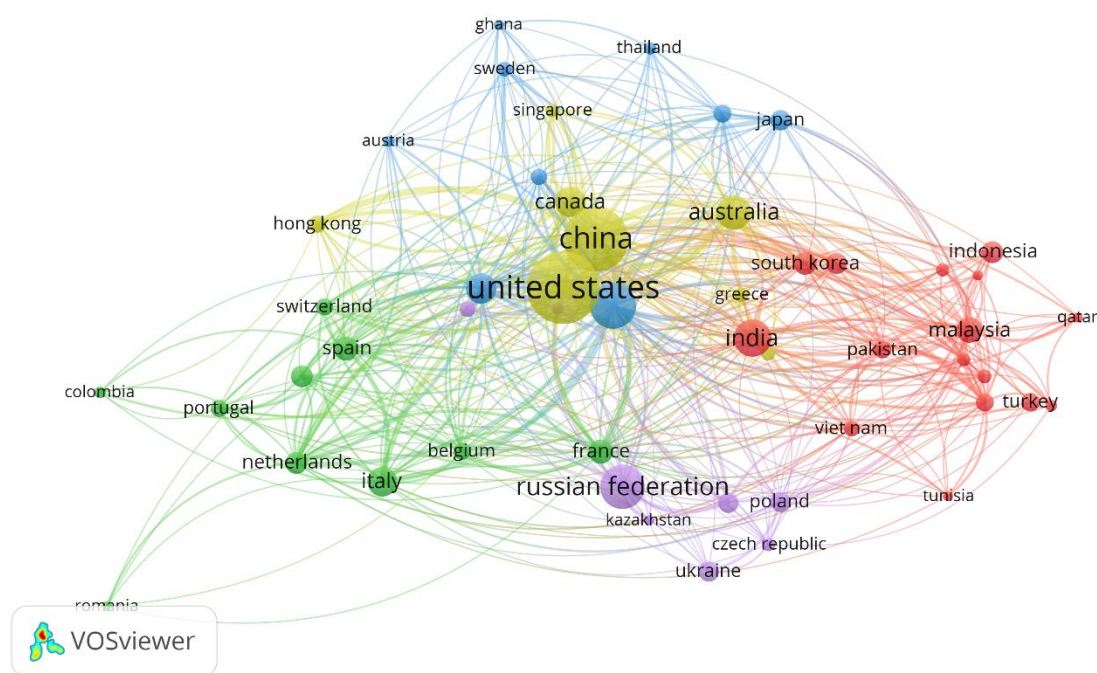 ghana
thailand
sweden
singapore
japan
austria
canada
australia
hong kong
china
indonesia
south korea
united states
greece
switzerland
qatar
malaysia
india
spain
pakistan
colombia
portugal
turkey
viet nam
belgium
france
netherlands
italy
russian federation
tunisia
poland
kazakhstan
czech republic
ukraine
romania
VOSviewer